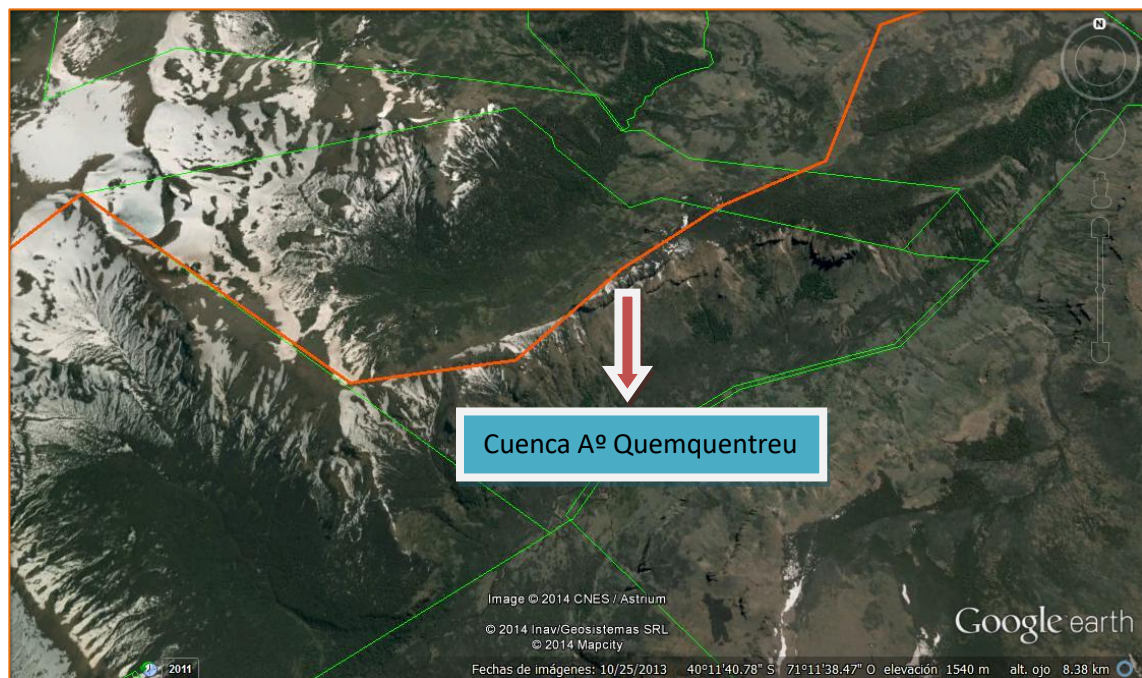 N
Cuenca Aº Quemquentreu
Image © 2014 CNES / Astrium
© 2014 Inav/Geosistemas SRL
© 2014 Mapcity
Google earth
2011
Fechas de imágenes: 10/25/2013 40°11'40.78" S 71°11'38.47" O elevación 1540 m alt. ojo 8.38 km